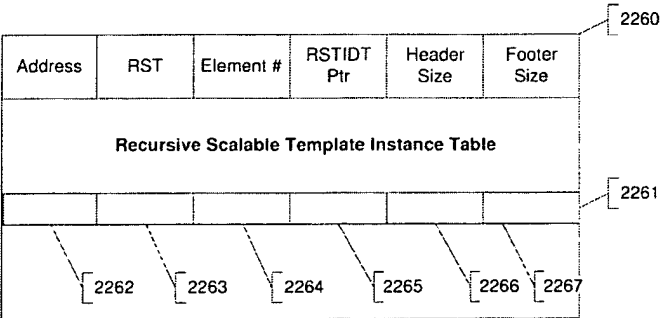 2260
Address RST Element # RSTIDT Ptr Header Size Footer Size
Recursive Scalable Template Instance Table
2261
2262 2263 2264 2265 2266 2267